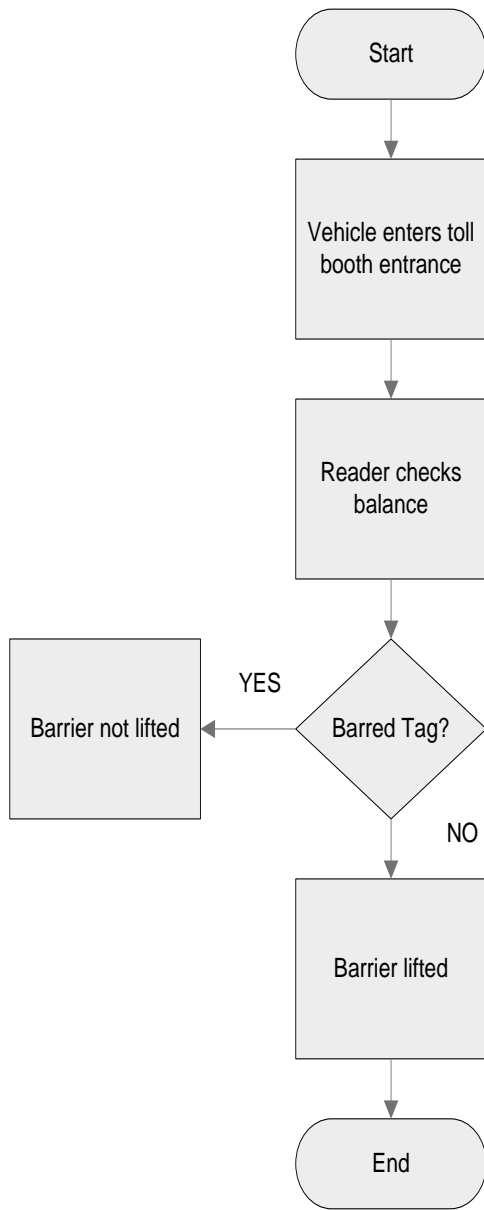 Start
Vehicle enters toll
booth entrance
Reader checks
balance
YES
Barrier not lifted
Barred Tag?
NO
Barrier lifted
End